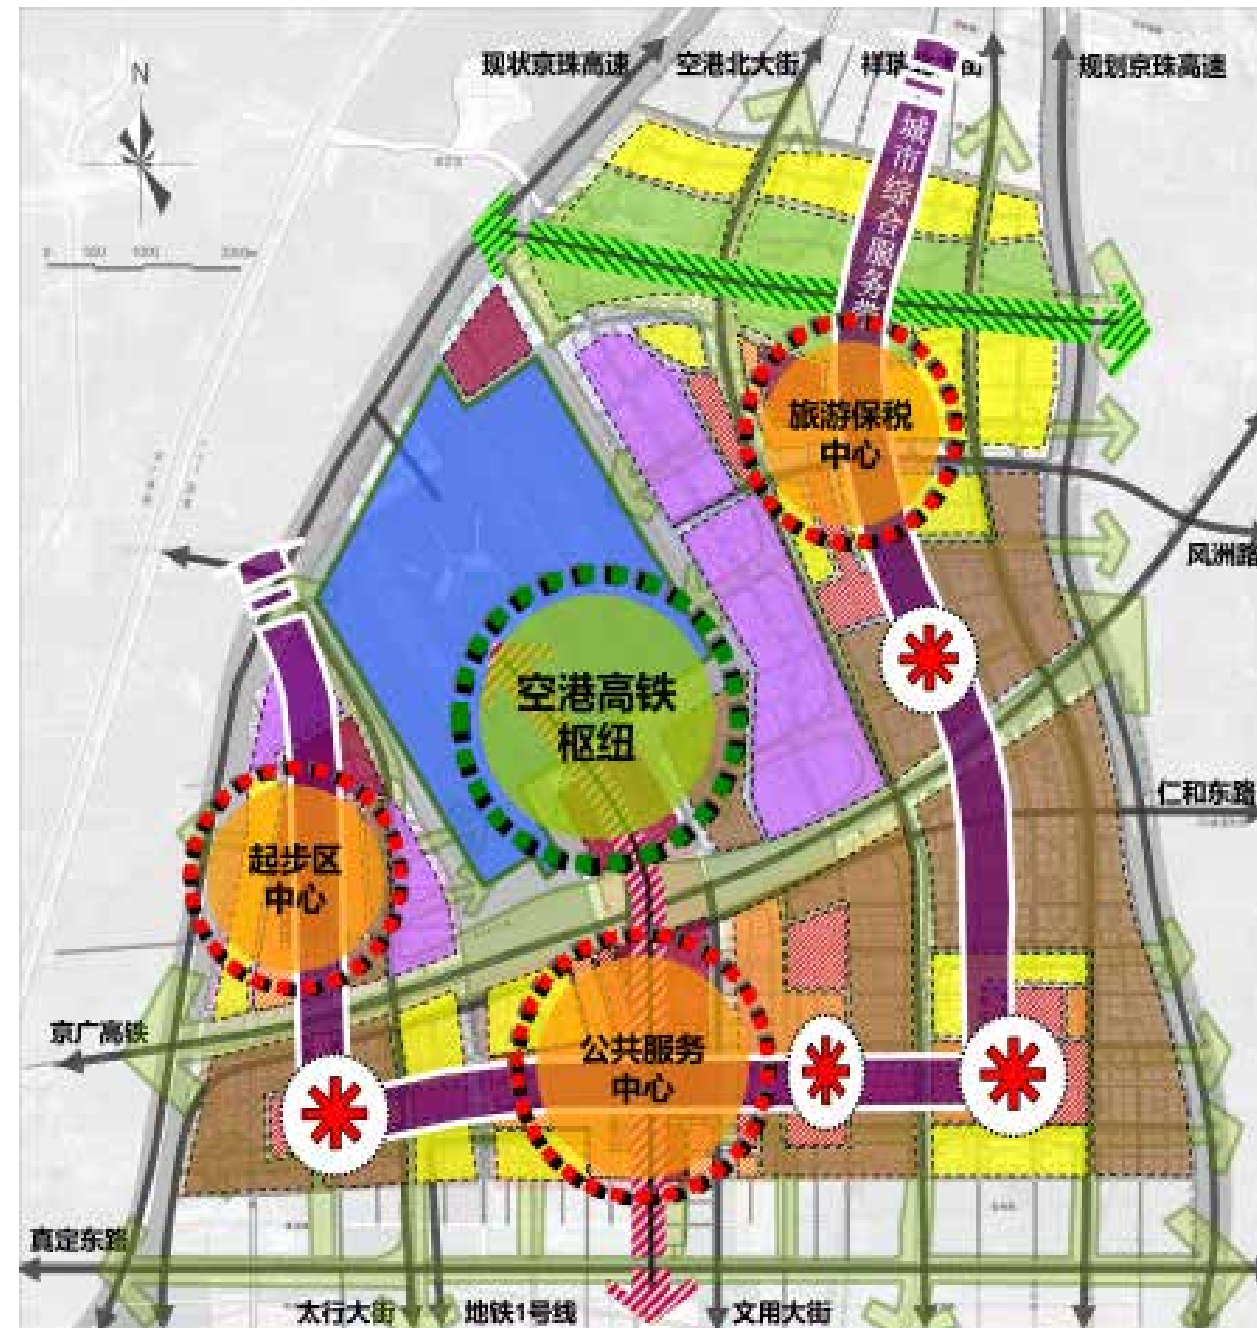 现状京珠高速
空港北大街
规划京珠高速
N
城市综合服务带
旅游保税
中心
风洲路
空港高铁
枢纽
仁和东路
起步区
中心
京广高铁
公共服务
中心
真定东路
太行大街
地铁1号线
文用大街